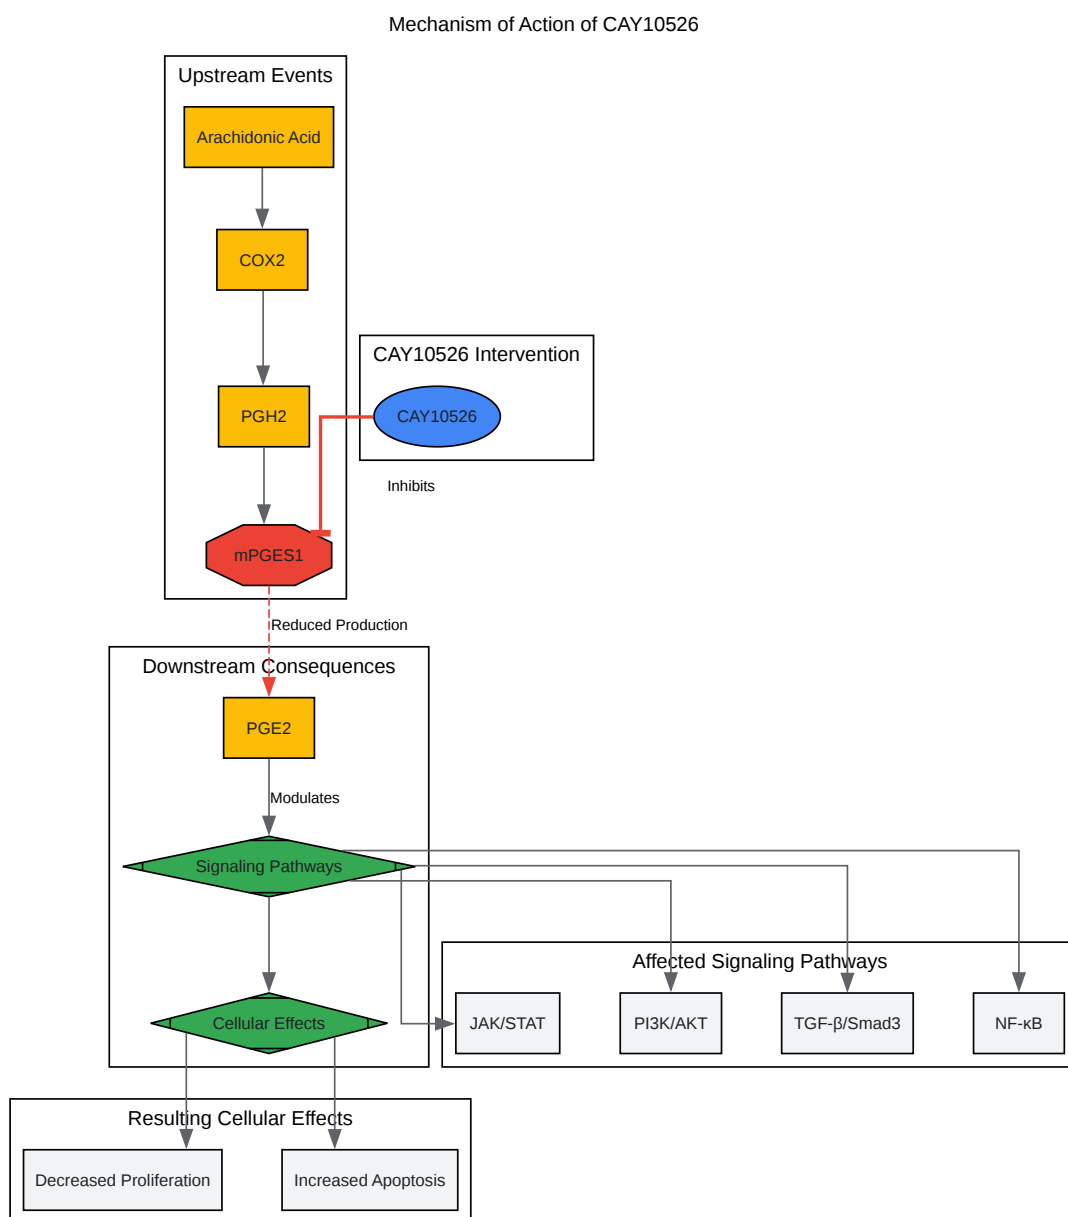 Mechanism of Action of CAY10526
Upstream Events
Arachidonic Acid
COX2
CAY10526 Intervention
PGH2
CAY10526
Inhibits
mPGES1
Reduced Production
Downstream Consequences
PGE2
Modulates
Signaling Pathways
Affected Signaling Pathways
Cellular Effects
JAK/STAT
PI3K/AKT
TGF-β/Smad3
NF-κB
Resulting Cellular Effects
Decreased Proliferation
Increased Apoptosis